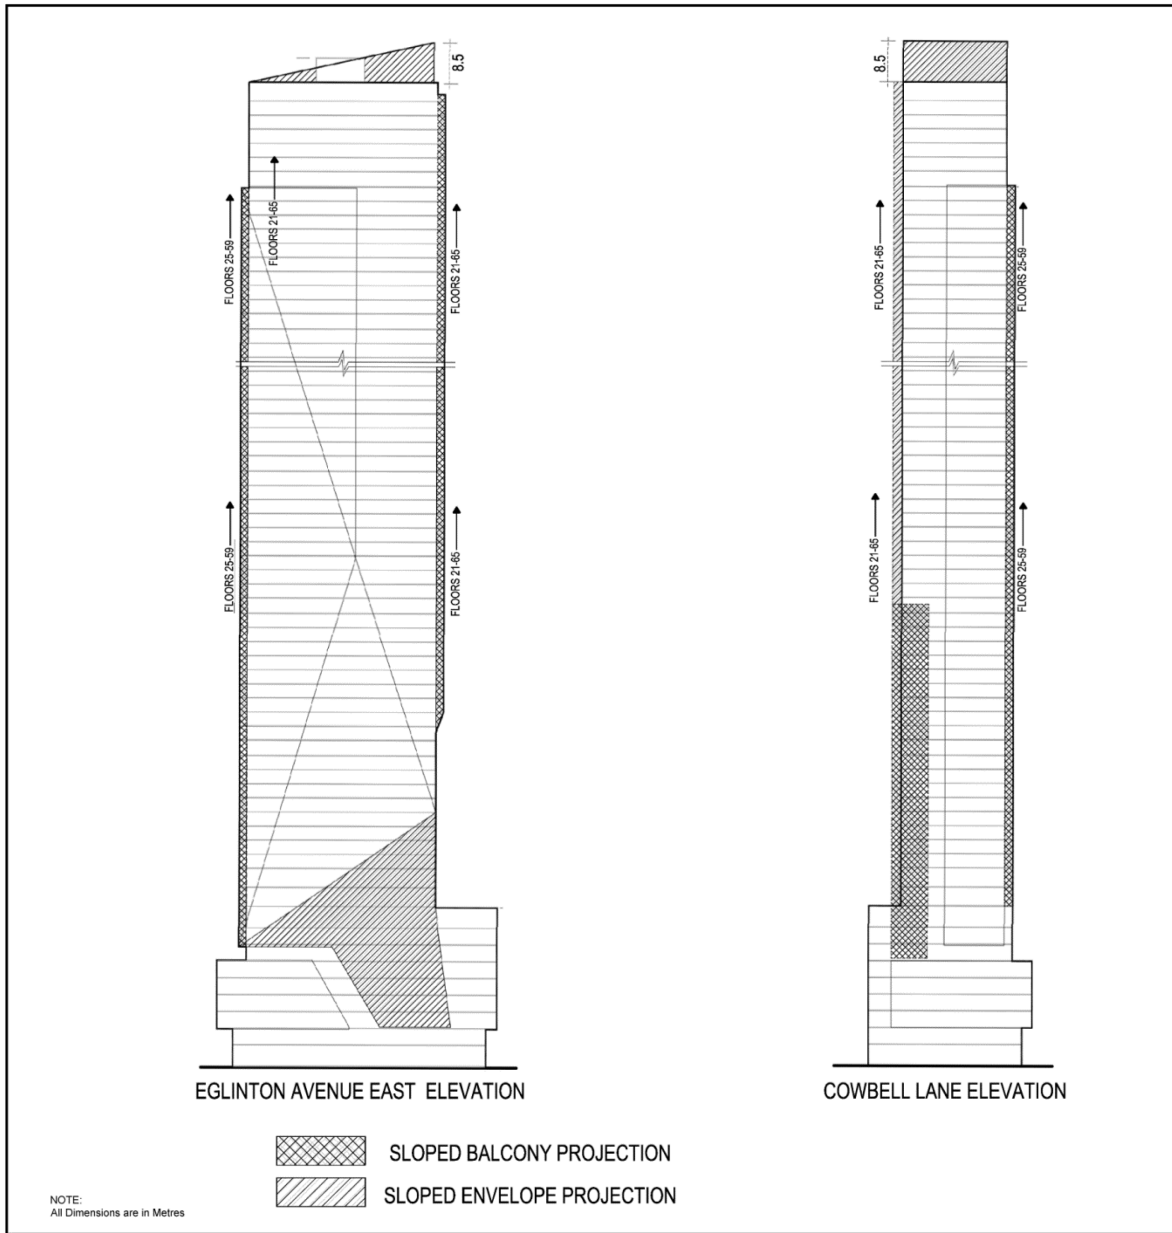 8.5
8.5
FLOORS 21-65
FLOORS 25-59
FLOORS 21-65
FLOORS 21-65
FLOORS 25-59
FLOORS 25-59
FLOORS 21-65
FLOORS 21-65
FLOORS 25-59
EGLINTON AVENUE EAST ELEVATION
COWBELL LANE ELEVATION
SLOPED BALCONY PROJECTION
SLOPED ENVELOPE PROJECTION
NOTE:
All Dimensions are in Metres